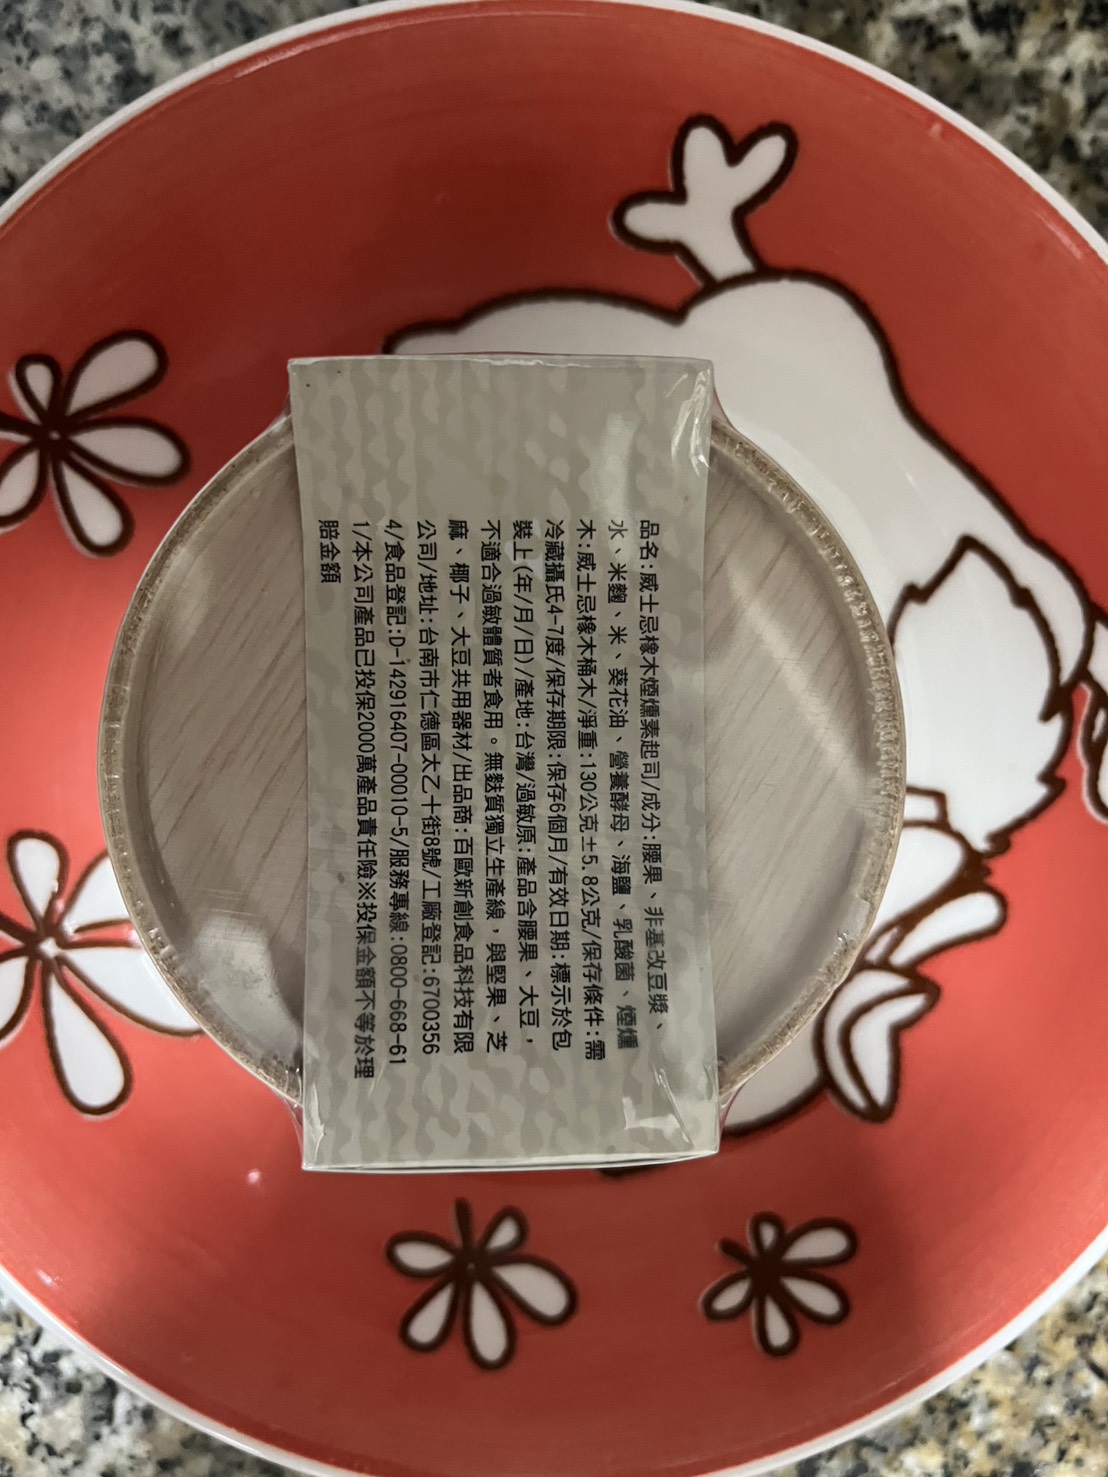 品名:威士忌橡木煙燻素起司/成分:腰果、非基改豆漿、
水、米麴、米、葵花油、營養酵母、海鹽、乳酸菌、煙燻
木:威士忌橡木桶木/淨重:130公克±5.8公克/保存條件:需
冷藏攝氏4-7度/保存期限:保存6個月/有效日期:標示於包
裝上(年/月/日)/產地:台灣/過敏原:產品含腰果、大豆,
不適合過敏體質者食用。無麩質獨立生產線,與堅果、芝
麻、椰子、大豆共用器材/出品商:百歐新創食品科技有限
公司/地址:台南市仁德區太乙十街8號/工廠登記:6700356
4/食品登記:D-142916407-00010-5/服務專線:0800-668-61
1/本公司產品已投保2000萬產品責任險※投保金額不等於理
賠金額